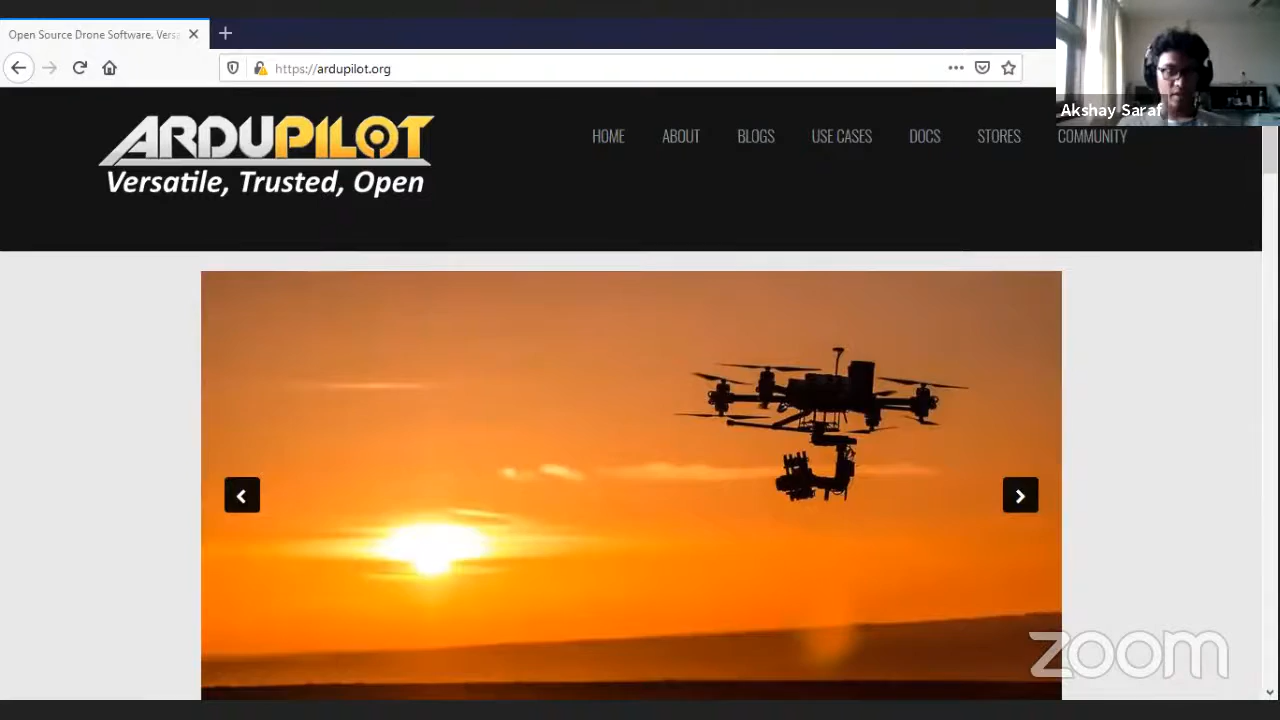 Open Source Drone Software, Vers
https://ardupilot.org
Akshay Saraf
ARDUPILOT
Versatile, Trusted, Open
HOME ABOUT BLOGS USE CASES DOCS STORES COMMUNITY
zoom